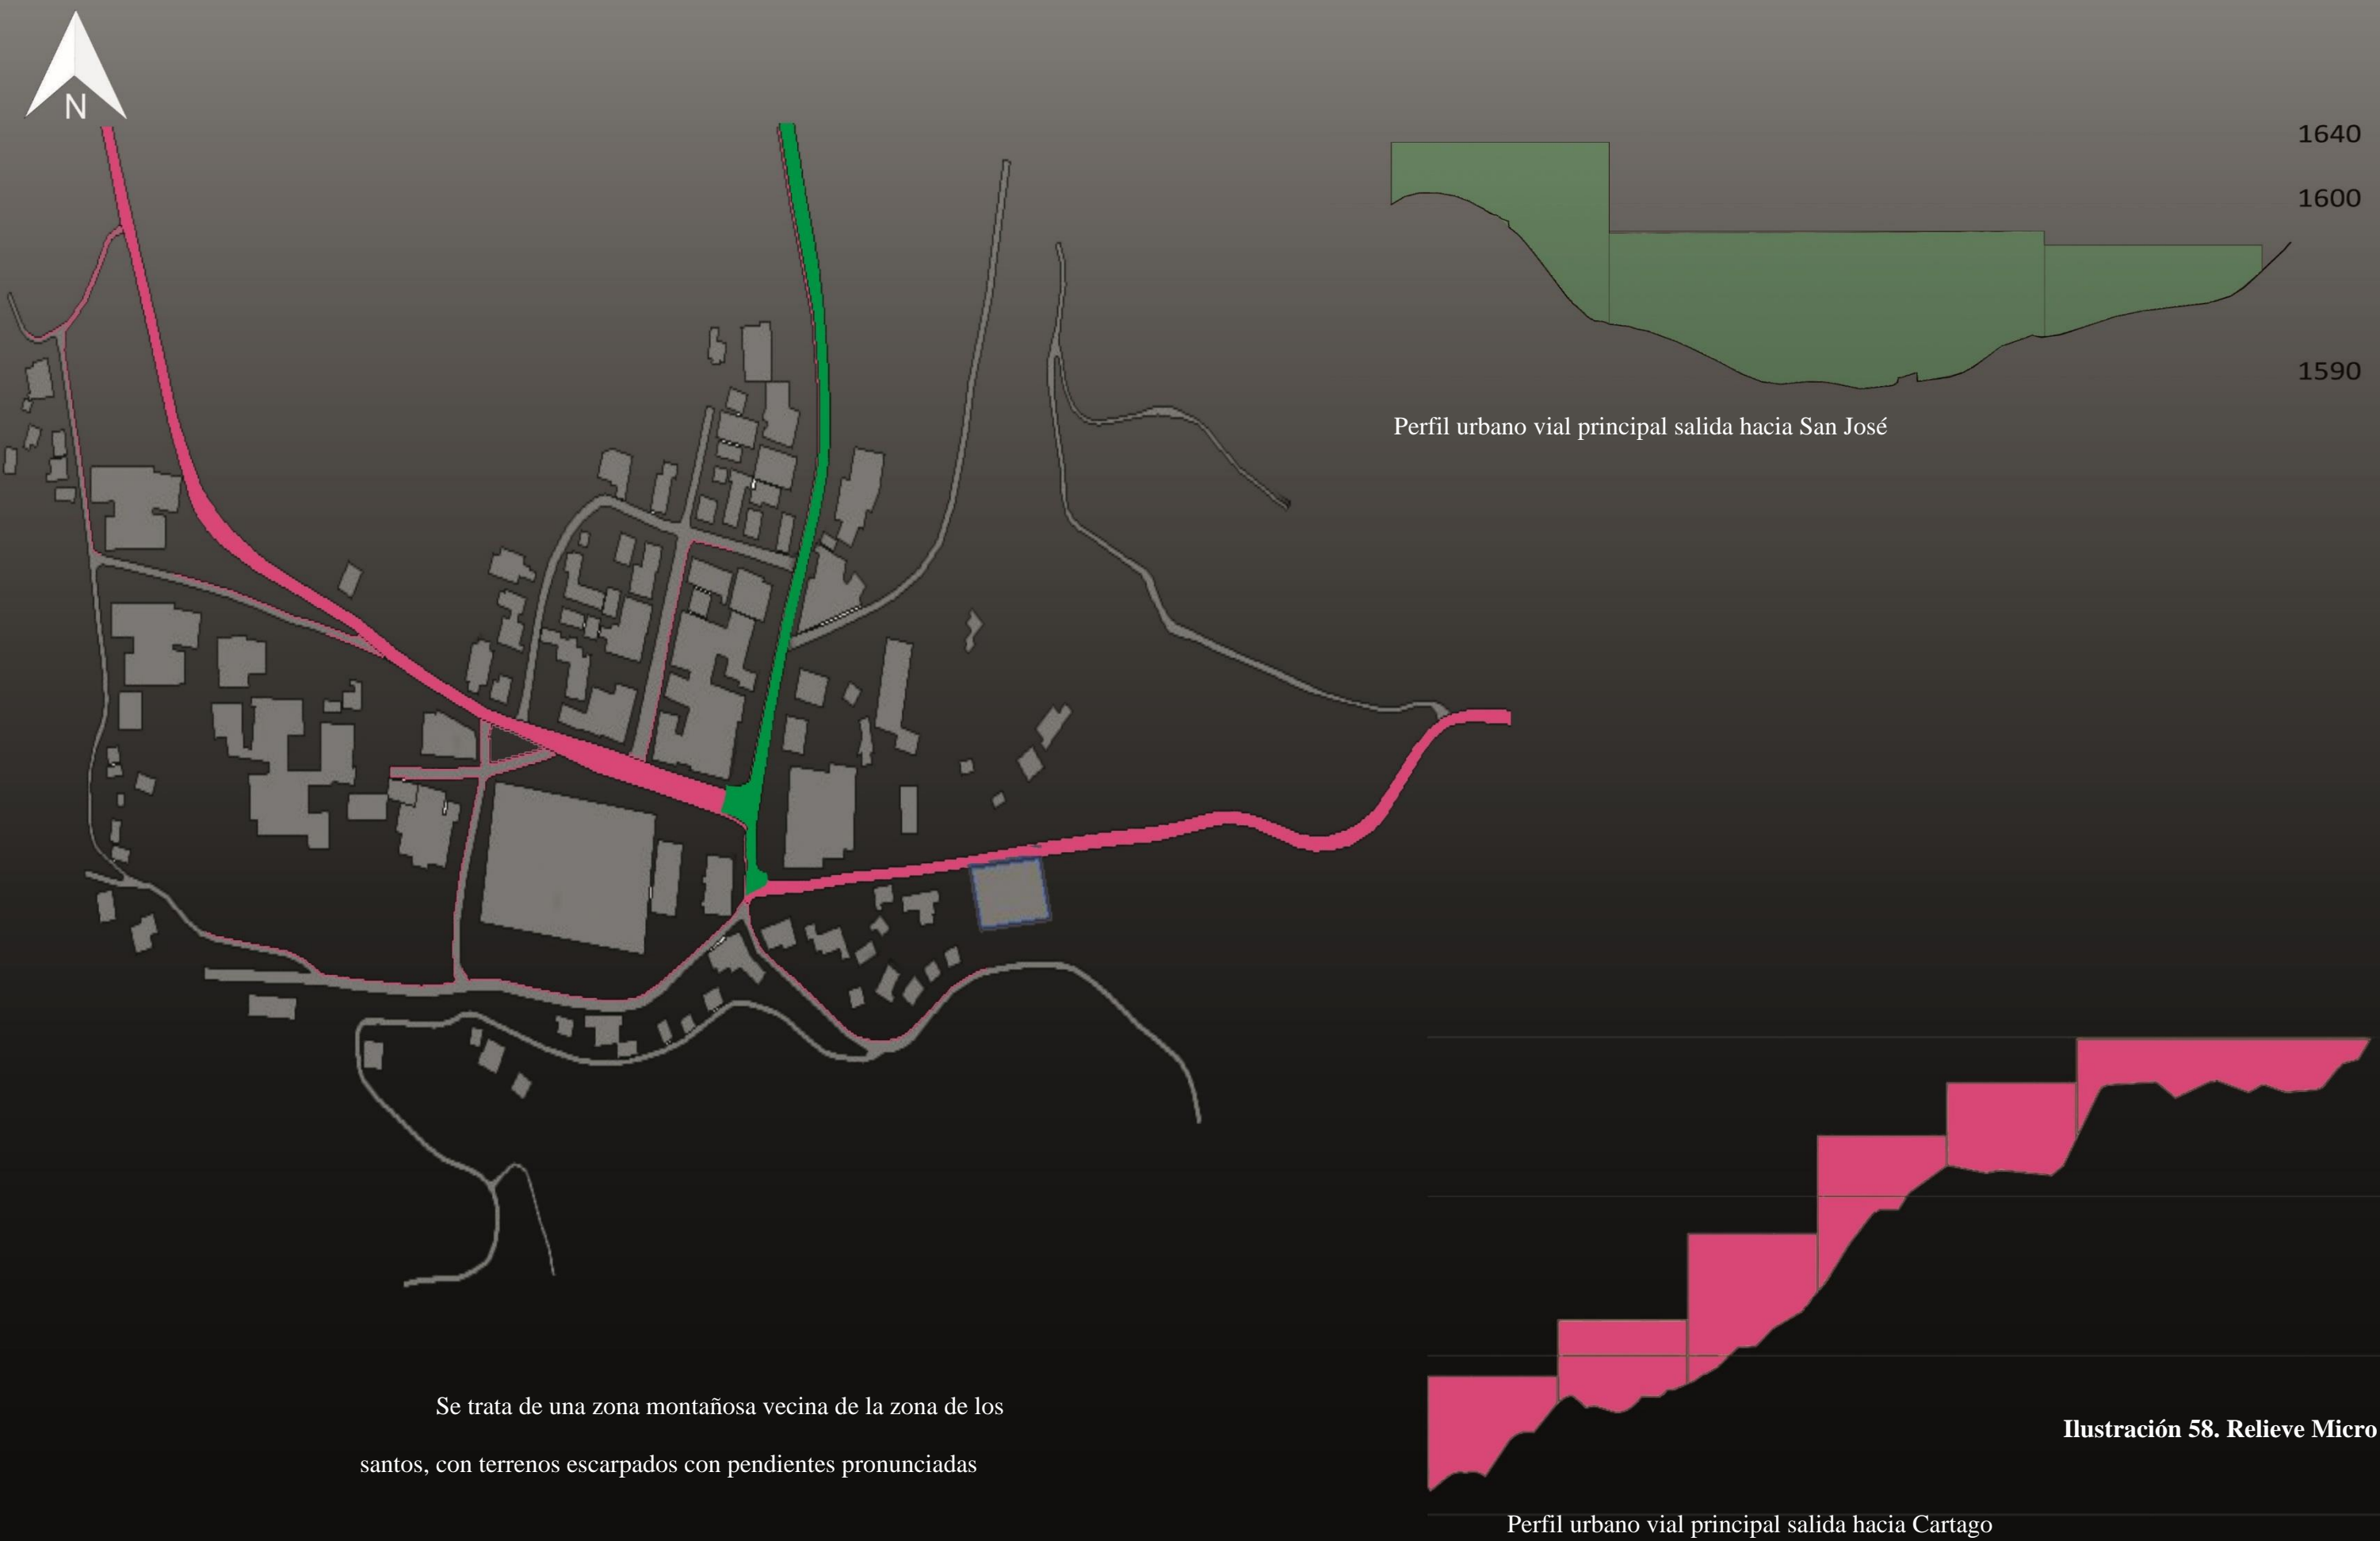 N
1640
1600
1590
Perfil urbano vial principal salida hacia San José
Se trata de una zona montañosa vecina de la zona de los
santos, con terrenos escarpados con pendientes pronunciadas
Ilustración 58. Relieve Micro
Perfil urbano vial principal salida hacia Cartago